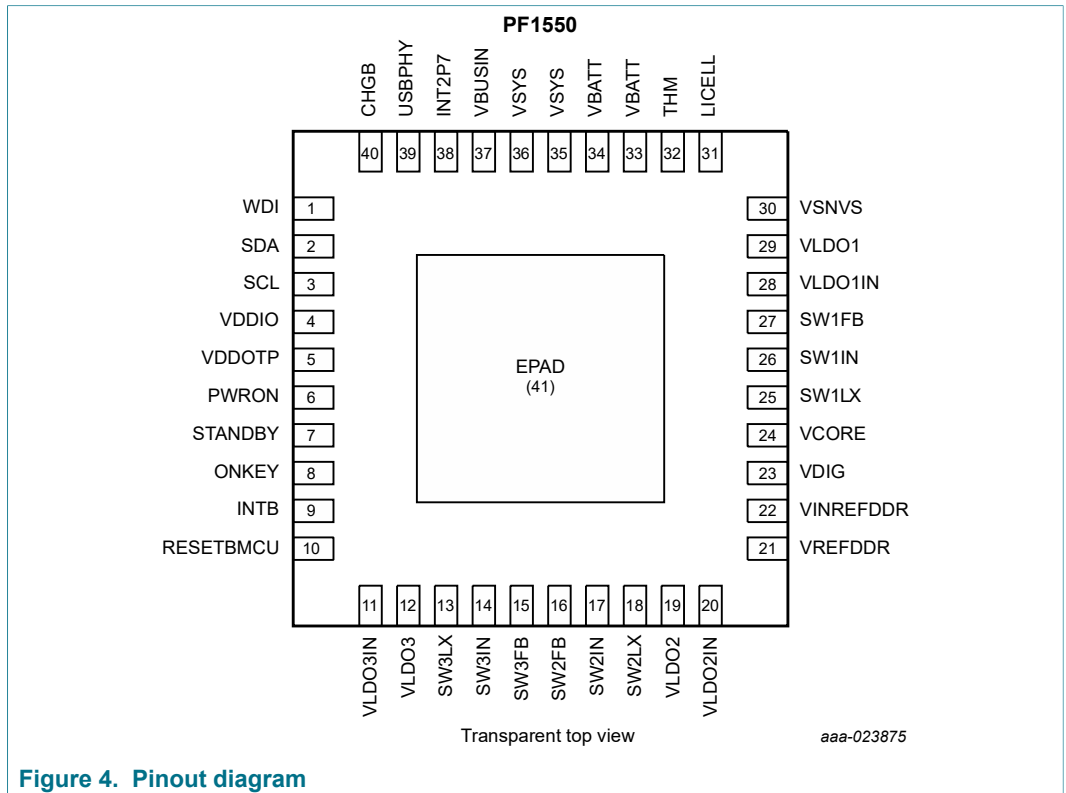 PF1550
CHGB
USBPHY
INT2P7
VBUSIN
VSYS
VSYS
VBATT
VBATT
THM
LICELL
40
39
38
37
36
35
34
33
32
31
WDI 1
SDA 2
SCL 3
VDDIO 4
VDDOTP 5
PWRON 6
STANDBY 7
ONKEY 8
INTB 9
RESETBMCU 10
EPAD
(41)
30 VSNVS
29 VLDO1
28 VLDO1IN
27 SW1FB
26 SW1IN
25 SW1LX
24 VCORE
23 VDIG
22 VINREFDDR
21 VREFDDR
11
12
13
14
15
16
17
18
19
20
VLDO3IN
VLDO3
SW3LX
SW3IN
SW3FB
SW2FB
SW2IN
SW2LX
VLDO2
VLDO2IN
Transparent top view
aaa-023875
Figure 4. Pinout diagram